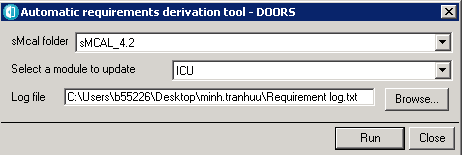 Automatic requirements derivation tool - DOORS
sMcal folder sMCAL_4.2
Select a module to update ICU
Log file C:\Users\b55226\Desktop\minh.tranhuu\Requirement log.txt Browse...
Run Close